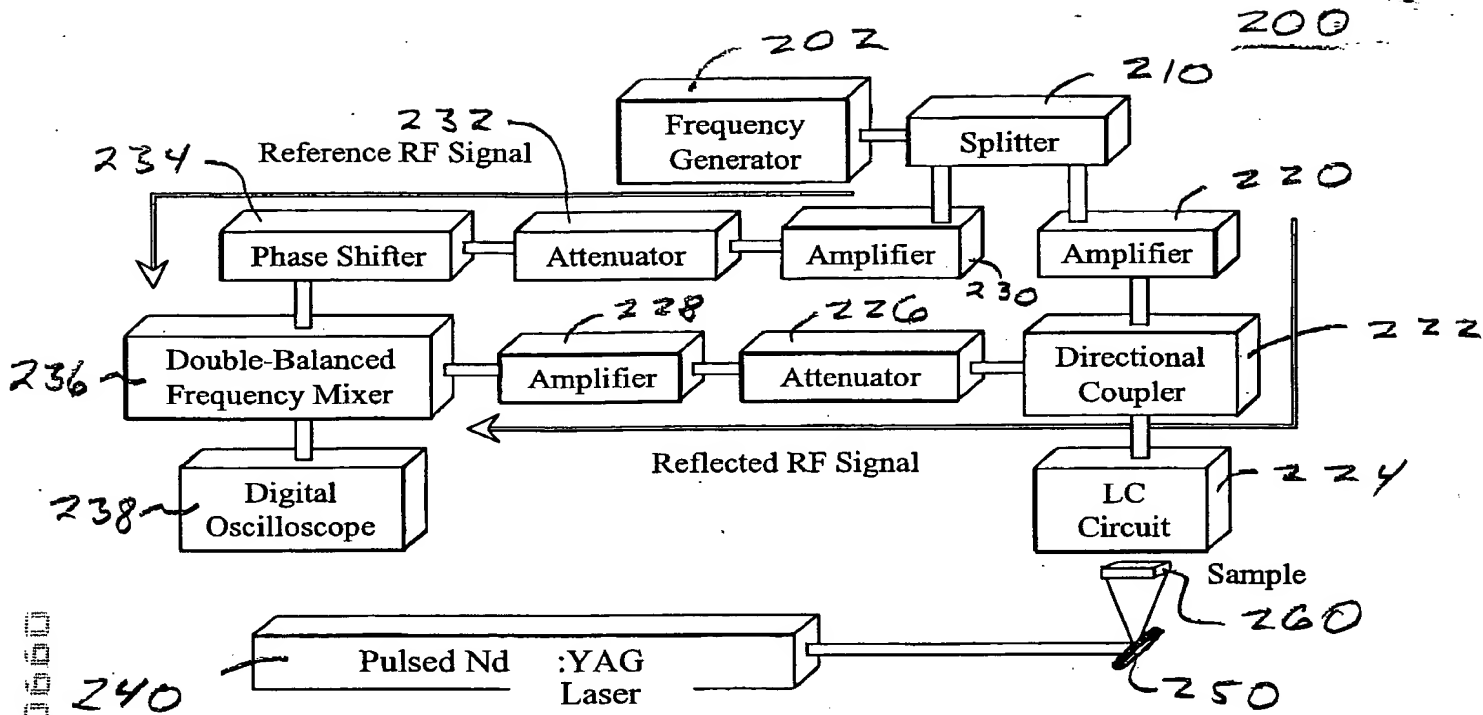 200
202
210
Frequency
Generator
Splitter
232
234
Reference RF Signal
220
Phase Shifter
Attenuator
Amplifier
Amplifier
230
228
226
222
236
Double-Balanced
Frequency Mixer
Amplifier
Attenuator
Directional
Coupler
Reflected RF Signal
238
Digital
Oscilloscope
LC
Circuit
224
Sample
260
Pulsed Nd :YAG
Laser
240
250